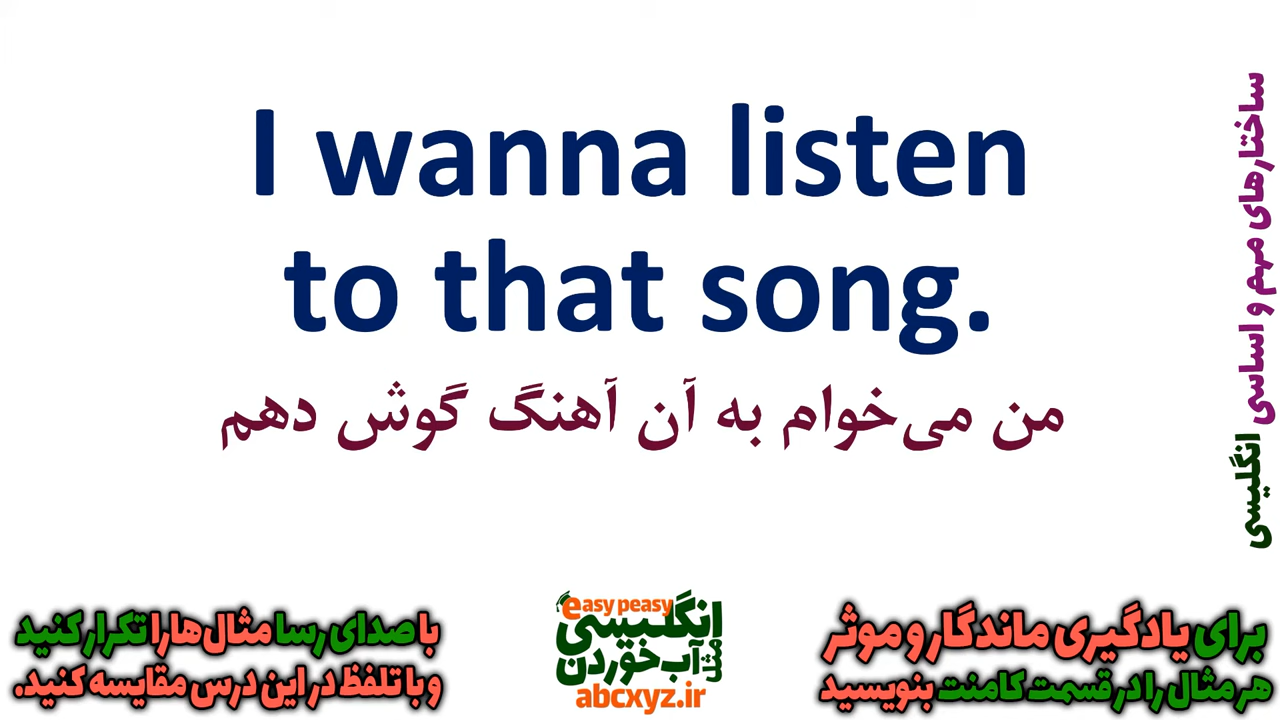 I wanna listen
to that song.
من می‌خوام به آن آهنگ گوش دهم
ساختارهای مهم و اساسی انگلیسی
برای یادگیری ماندگار و موثر
هر مثال را در قسمت کامنت بنویسید
easy peasy
انگلیسی
مثل آب خوردن
abcxyz.ir
با صدای رسا مثال‌ها را تکرار کنید
و با تلفظ در این درس مقایسه کنید.